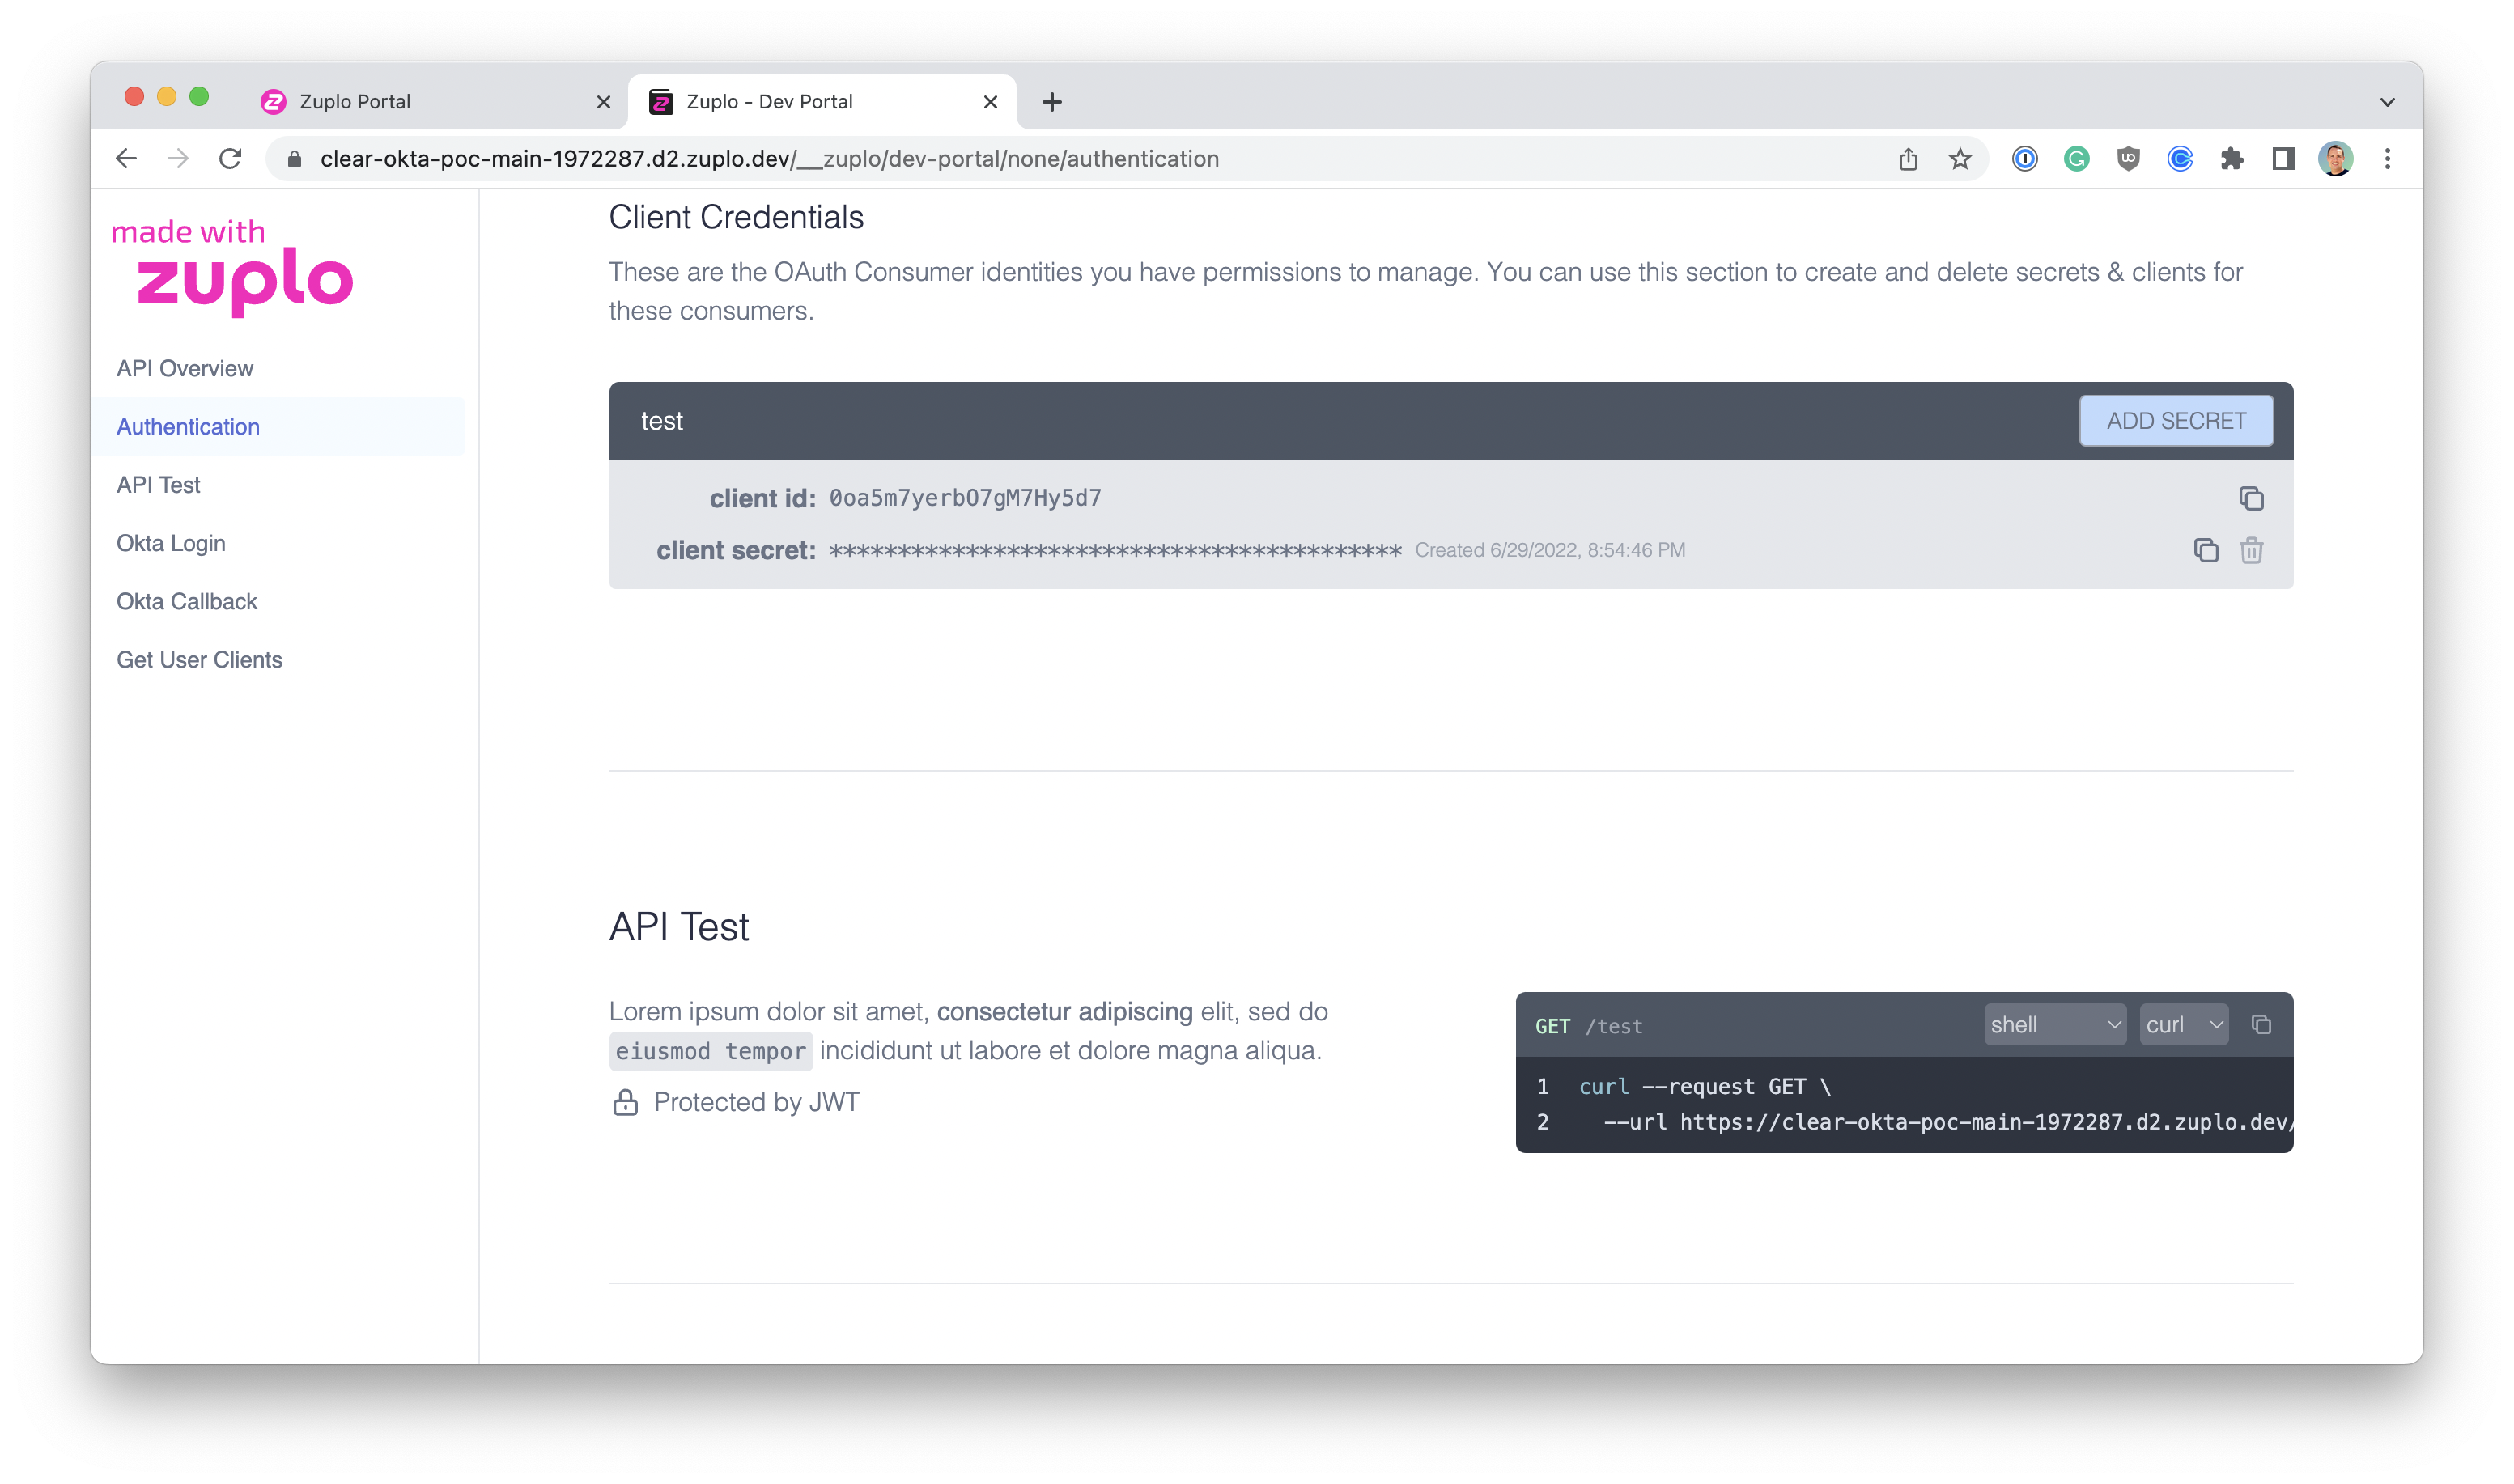 Zuplo Portal
Zuplo - Dev Portal
clear-okta-poc-main-1972287.d2.zuplo.dev/__zuplo/dev-portal/none/authentication
made with
zuplo
API Overview
Authentication
API Test
Okta Login
Okta Callback
Get User Clients
Client Credentials
These are the OAuth Consumer identities you have permissions to manage. You can use this section to create and delete secrets & clients for
these consumers.
test
ADD SECRET
client id: 0oa5m7yerbO7gM7Hy5d7
client secret: ****************************************** Created 6/29/2022, 8:54:46 PM
API Test
Lorem ipsum dolor sit amet, consectetur adipiscing elit, sed do
eiusmod tempor incididunt ut labore et dolore magna aliqua.
Protected by JWT
GET /test
shell
curl
1 curl --request GET \
2 --url https://clear-okta-poc-main-1972287.d2.zuplo.dev/